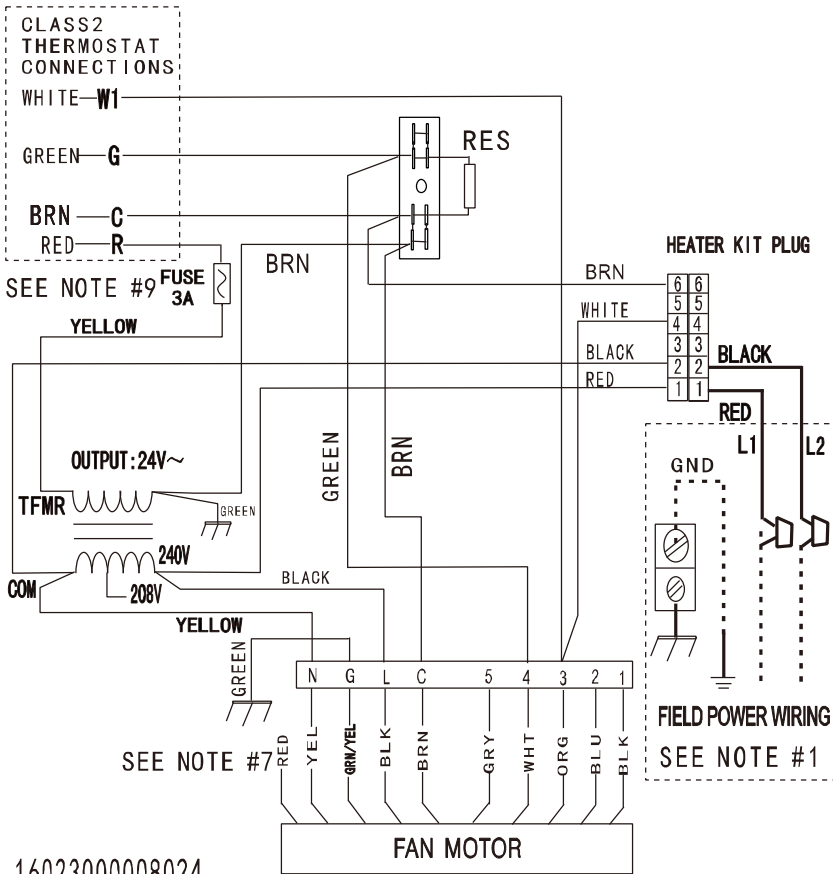 CLASS2
THERMOSTAT
CONNECTIONS
WHITE W1
GREEN G
BRN C
RED R
SEE NOTE #9
FUSE
3A
YELLOW
BRN
RES
HEATER KIT PLUG
BRN
WHITE
BLACK
RED
6 6
5 5
4 4
3 3
2 2
1 1
BLACK
RED
L1
L2
GND
OUTPUT:24V~
TFMR
GREEN
GREEN
BRN
240V
COM
208V
BLACK
YELLOW
GREEN
N G L C 5 4 3 2 1
SEE NOTE #7
RED YEL GRN/YEL BLK BRN GRY WHT ORG BLU BLK
FIELD POWER WIRING
SEE NOTE #1
FAN MOTOR
16023000008024